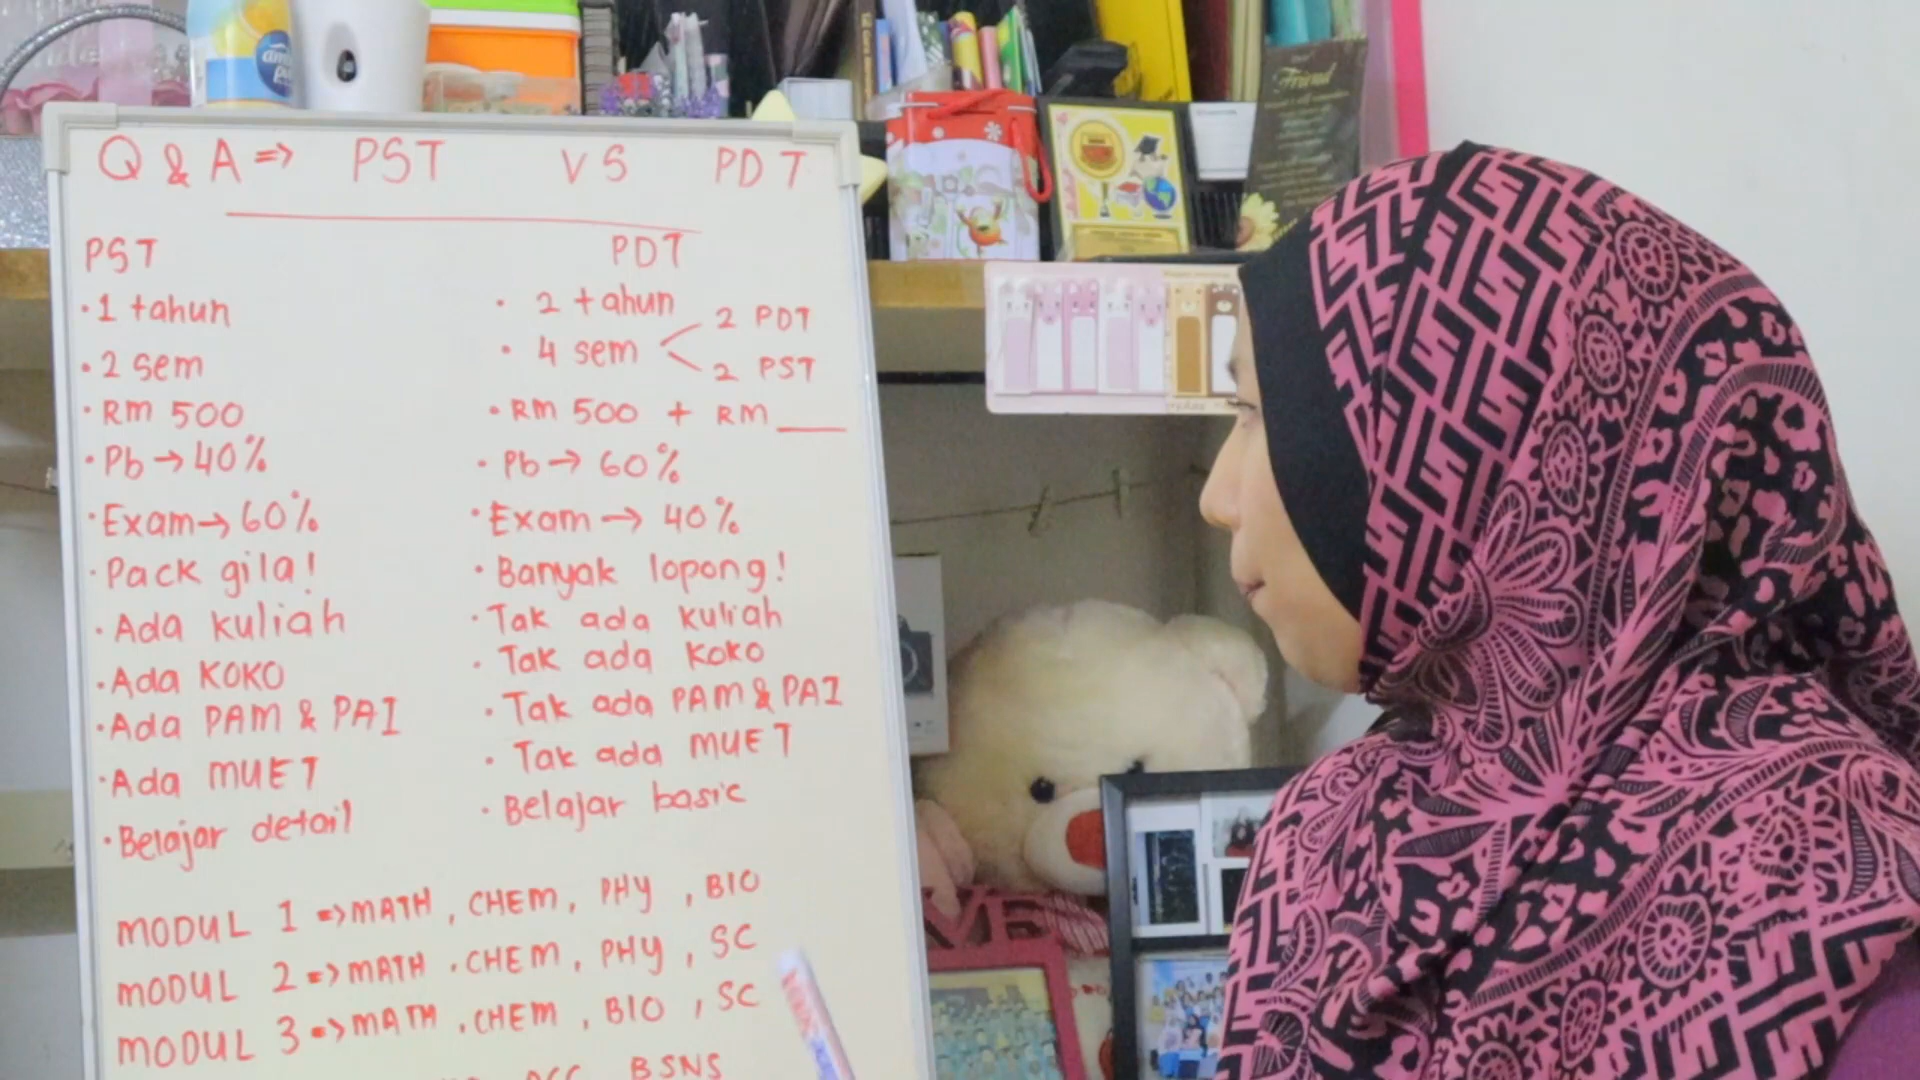 Q & A => PST VS PDT
PST
• 1 tahun
• 2 sem
• RM 500
• Pb → 40%
• Exam → 60%
• Pack gila!
• Ada kuliah
• Ada KOKO
• Ada PAM & PAI
• Ada MUET
• Belajar detail
PDT
• 2 tahun
• 4 sem < 2 PDT
2 PST
• RM 500 + RM ___
• Pb → 60%
• Exam → 40%
• Banyak lopong!
• Tak ada kuliah
• Tak ada KOKO
• Tak ada PAM & PAI
• Tak ada MUET
• Belajar basic
MODUL 1 => MATH, CHEM, PHY, BIO
MODUL 2 => MATH, CHEM, PHY, SC
MODUL 3 => MATH, CHEM, BIO, SC
BSNS
Friend